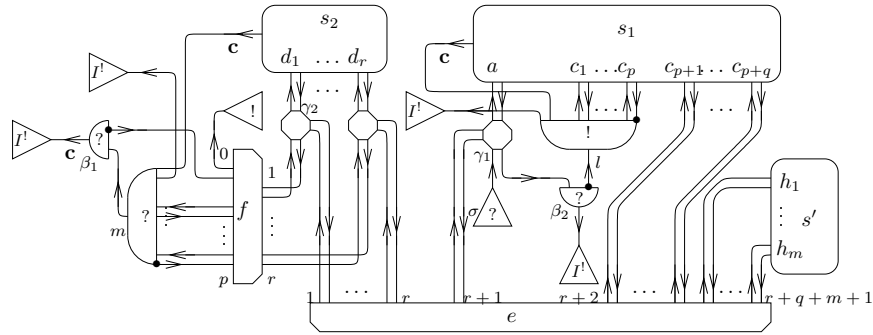 s₂
s₁
c
d₁ … dᵣ
c
a
c₁ … cₚ
cₚ₊₁ … cₚ₊q
I!
!
γ₂
I!
I!
?
c
β₁
0
1
!
γ₁
l
m
?
f
σ
?
β₂
?
h₁
⋮
s′
hₘ
p
r
I!
1
…
r
r + 1
r + 2
…
…
r + q + m + 1
e